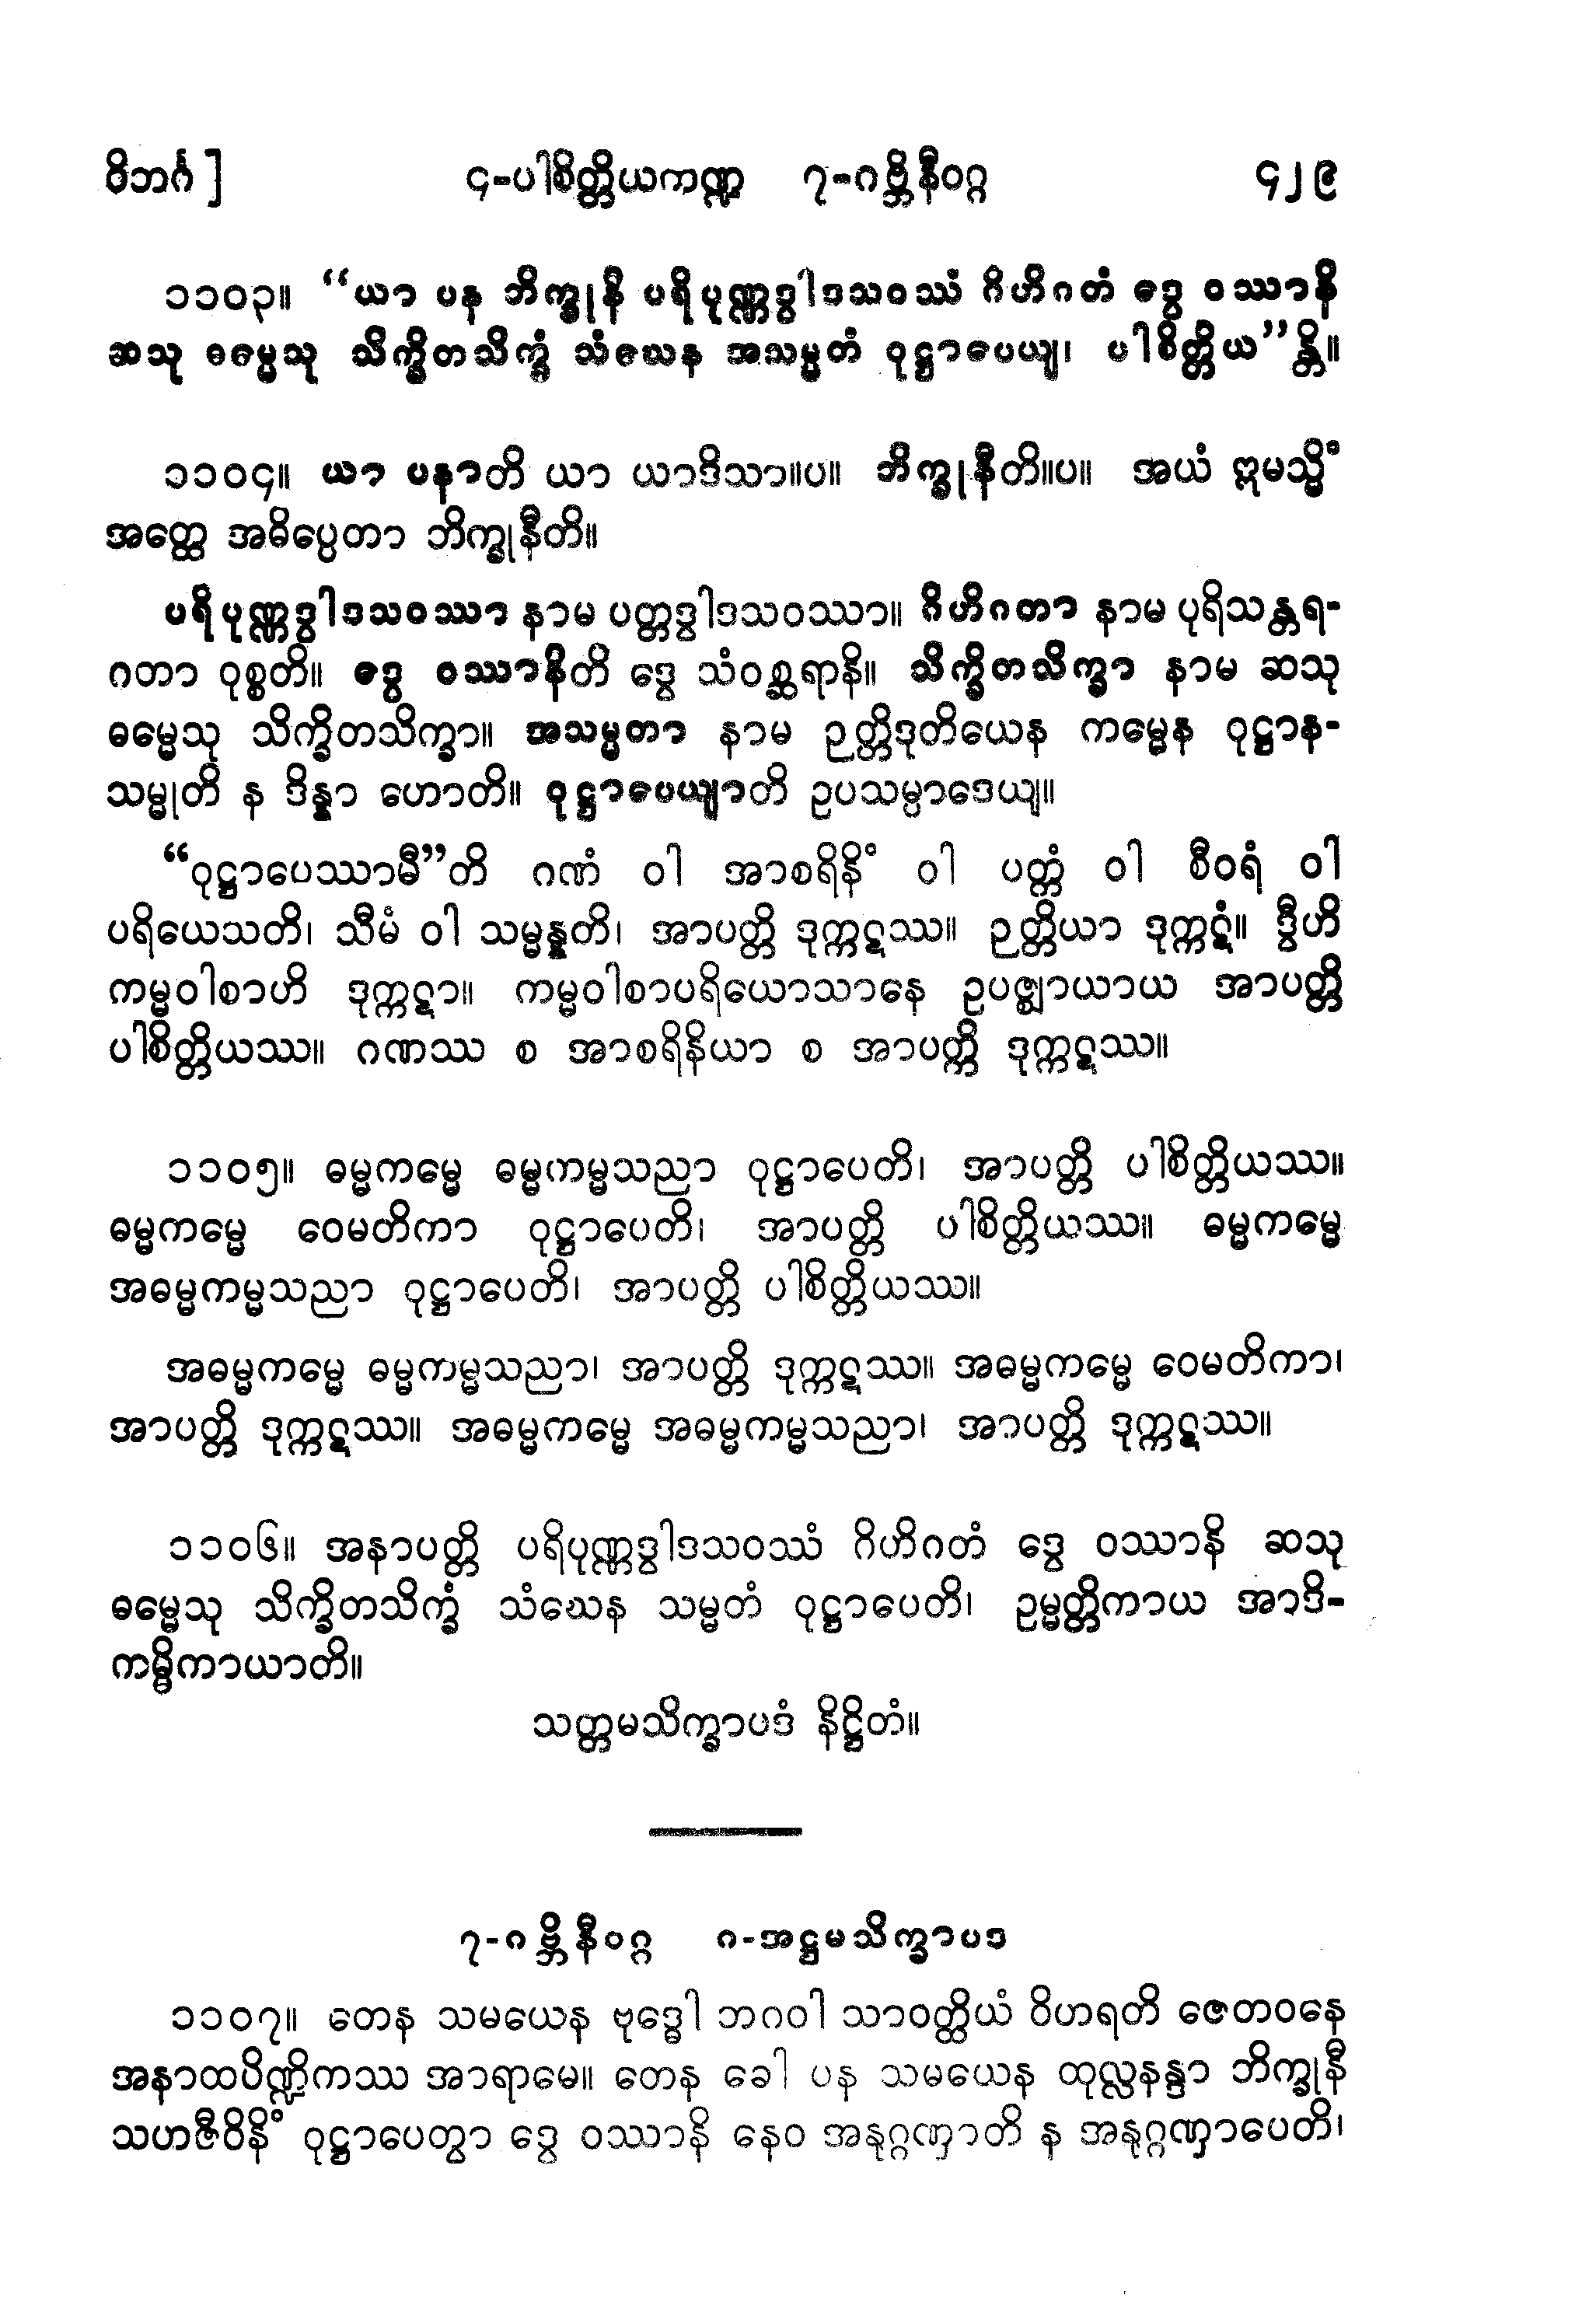 ဝိဘင်္ဂ] ၄-ပါစိတ္တိယကဏ္ဍ ၇-ဂဗ္ဘိနီဝဂ္ဂ ၄၂၉
၁၁၀၃။ “ယာ ပန ဘိက္ခုနီ ပရိပုဏ္ဏဒွါဒသဝဿံ ဂိဟိဂတံ ဒွေ ဝဿာနိ
ဆသု ဓမ္မေသု သိက္ခိတသိက္ခံ သံဃေန အသမ္မတံ ဝုဋ္ဌာပေယျ၊ ပါစိတ္တိယ”န္တိ။
၁၁၀၄။ ယာ ပနာတိ ယာ ယာဒိသာ။ပ။ ဘိက္ခုနီတိ။ပ။ အယံ ဣမသ္မိံ
အတ္ထေ အဓိပ္ပေတာ ဘိက္ခုနီတိ။
ပရိပုဏ္ဏဒွါဒသဝဿာ နာမ ပတ္တဒွါဒသဝဿာ။ ဂိဟိဂတာ နာမ ပုရိသန္တရ-
ဂတာ ဝုစ္စတိ။ ဒွေ ဝဿာနီတိ ဒွေ သံဝစ္ဆရာနိ။ သိက္ခိတသိက္ခာ နာမ ဆသု
ဓမ္မေသု သိက္ခိတသိက္ခာ။ အသမ္မတာ နာမ ဉတ္တိဒုတိယေန ကမ္မေန ဝုဋ္ဌာန-
သမ္မုတိ န ဒိန္နာ ဟောတိ။ ဝုဋ္ဌာပေယျာတိ ဥပသမ္ပာဒေယျ။
“ဝုဋ္ဌာပေဿာမီ”တိ ဂဏံ ဝါ အာစရိနိံ ဝါ ပတ္တံ ဝါ စီဝရံ ဝါ
ပရိယေသတိ၊ သီမံ ဝါ သမ္မန္နတိ၊ အာပတ္တိ ဒုက္ကဋဿ။ ဉတ္တိယာ ဒုက္ကဋံ။ ဒွီဟိ
ကမ္မဝါစာဟိ ဒုက္ကဋာ။ ကမ္မဝါစာပရိယောသာနေ ဥပဇ္ဈာယာယ အာပတ္တိ
ပါစိတ္တိယဿ။ ဂဏဿ စ အာစရိနိယာ စ အာပတ္တိ ဒုက္ကဋဿ။
၁၁၀၅။ ဓမ္မကမ္မေ ဓမ္မကမ္မသညာ ဝုဋ္ဌာပေတိ၊ အာပတ္တိ ပါစိတ္တိယဿ။
ဓမ္မကမ္မေ ဝေမတိကာ ဝုဋ္ဌာပေတိ၊ အာပတ္တိ ပါစိတ္တိယဿ။ ဓမ္မကမ္မေ
အဓမ္မကမ္မသညာ ဝုဋ္ဌာပေတိ၊ အာပတ္တိ ပါစိတ္တိယဿ။
အဓမ္မကမ္မေ ဓမ္မကမ္မသညာ၊ အာပတ္တိ ဒုက္ကဋဿ။ အဓမ္မကမ္မေ ဝေမတိကာ၊
အာပတ္တိ ဒုက္ကဋဿ။ အဓမ္မကမ္မေ အဓမ္မကမ္မသညာ၊ အာပတ္တိ ဒုက္ကဋဿ။
၁၁၀၆။ အနာပတ္တိ ပရိပုဏ္ဏဒွါဒသဝဿံ ဂိဟိဂတံ ဒွေ ဝဿာနိ ဆသု
ဓမ္မေသု သိက္ခိတသိက္ခံ သံဃေန သမ္မတံ ဝုဋ္ဌာပေတိ၊ ဥမ္မတ္တိကာယ အာဒိ-
ကမ္မိကာယာတိ။
သတ္တမသိက္ခာပဒံ နိဋ္ဌိတံ။
၇-ဂဗ္ဘိနီဝဂ္ဂ ဂ-အဋ္ဌမသိက္ခာပဒ
၁၁၀၇။ တေန သမယေန ဗုဒ္ဓေါ ဘဂဝါ သာဝတ္ထိယံ ဝိဟရတိ ဇေတဝနေ
အနာထပိဏ္ဍိကဿ အာရာမေ။ တေန ခေါ ပန သမယေန ထုလ္လနန္ဒာ ဘိက္ခုနီ
သဟဇီဝိနိံ ဝုဋ္ဌာပေတွာ ဒွေ ဝဿာနိ နေဝ အနုဂ္ဂဏှာတိ န အနုဂ္ဂဏှာပေတိ၊